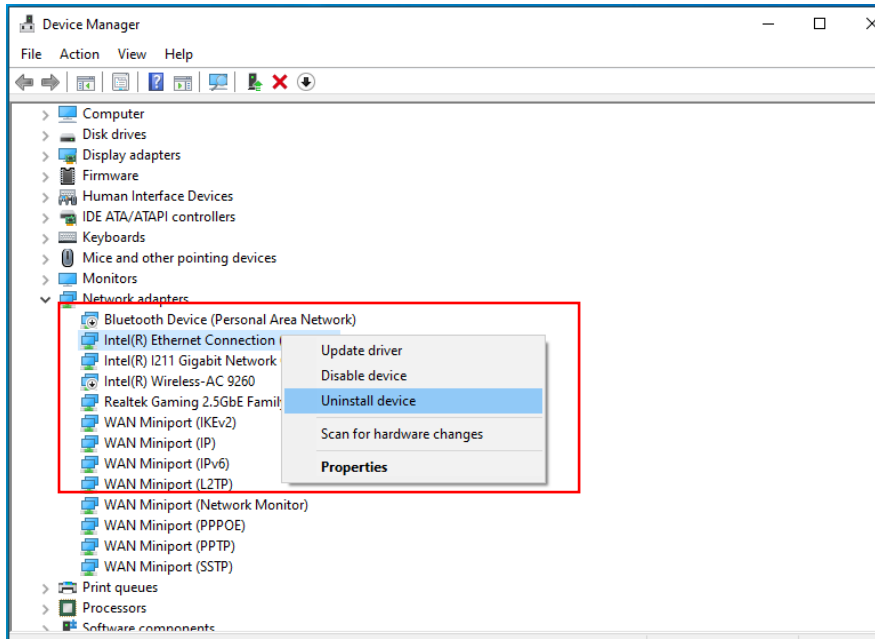 Device Manager
File Action View Help
Computer
Disk drives
Display adapters
Firmware
Human Interface Devices
IDE ATA/ATAPI controllers
Keyboards
Mice and other pointing devices
Monitors
Network adapters
Bluetooth Device (Personal Area Network)
Intel(R) Ethernet Connection
Update driver
Intel(R) I211 Gigabit Network
Disable device
Intel(R) Wireless-AC 9260
Uninstall device
Realtek Gaming 2.5GbE Family
WAN Miniport (IKEv2)
Scan for hardware changes
WAN Miniport (IP)
WAN Miniport (IPv6)
Properties
WAN Miniport (L2TP)
WAN Miniport (Network Monitor)
WAN Miniport (PPPOE)
WAN Miniport (PPTP)
WAN Miniport (SSTP)
Print queues
Processors
Software components